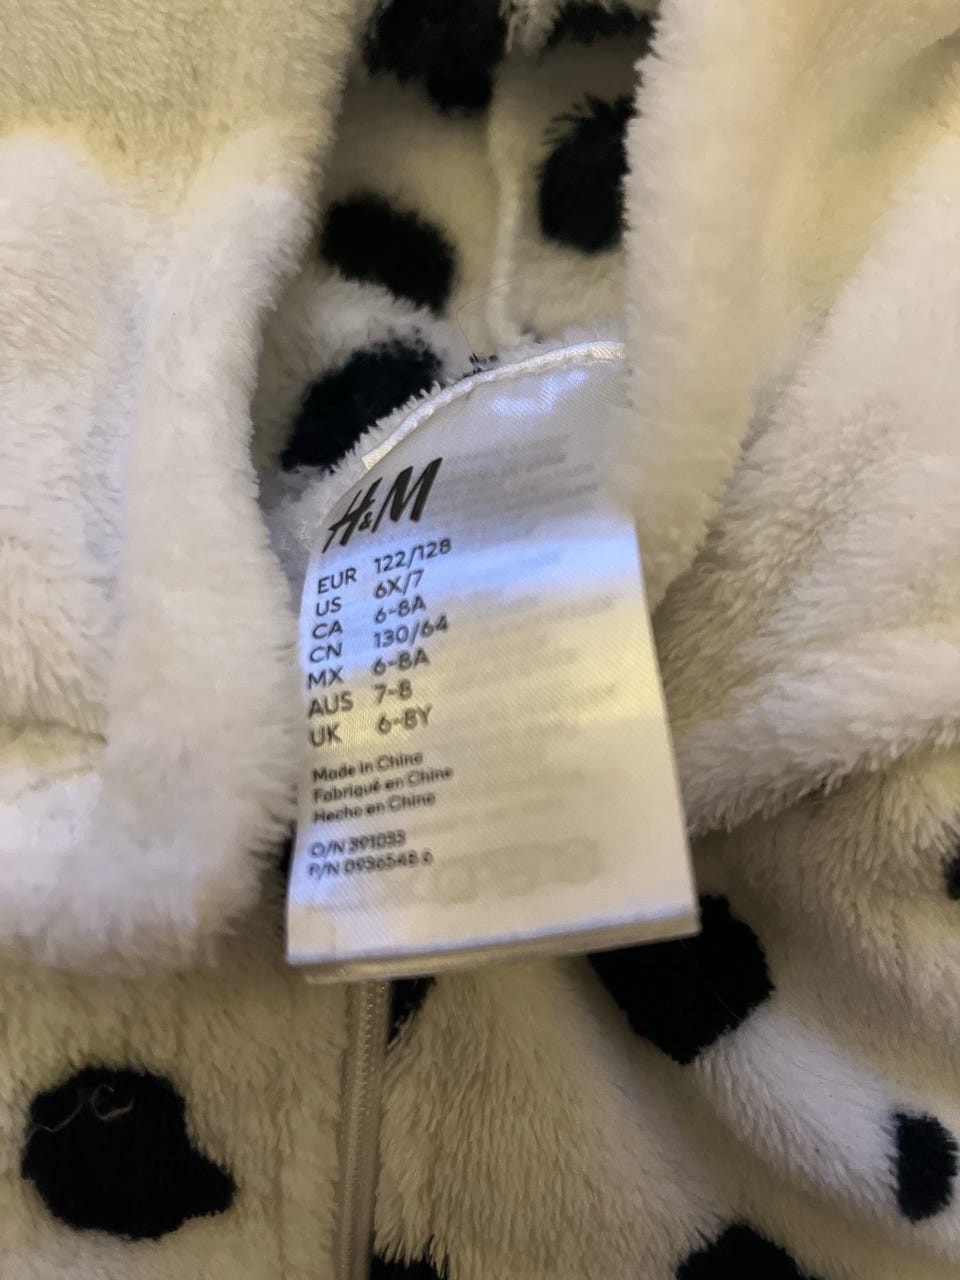 H&M
EUR 122/128
US 6X/7
CA 6-8A
CN 130/64
MX 6-8A
AUS 7-8
UK 6-8Y
Made in China
Fabriqué en Chine
Hecho en China
O/N 391033
P/N 0936548 6